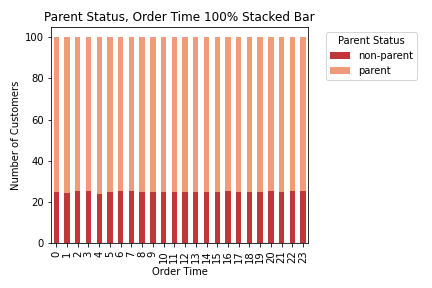 Parent Status, Order Time 100% Stacked Bar
Number of Customers
100
80
60
40
20
0
0 1 2 3 4 5 6 7 8 9 10 11 12 13 14 15 16 17 18 19 20 21 22 23
Order Time
Parent Status
non-parent
parent